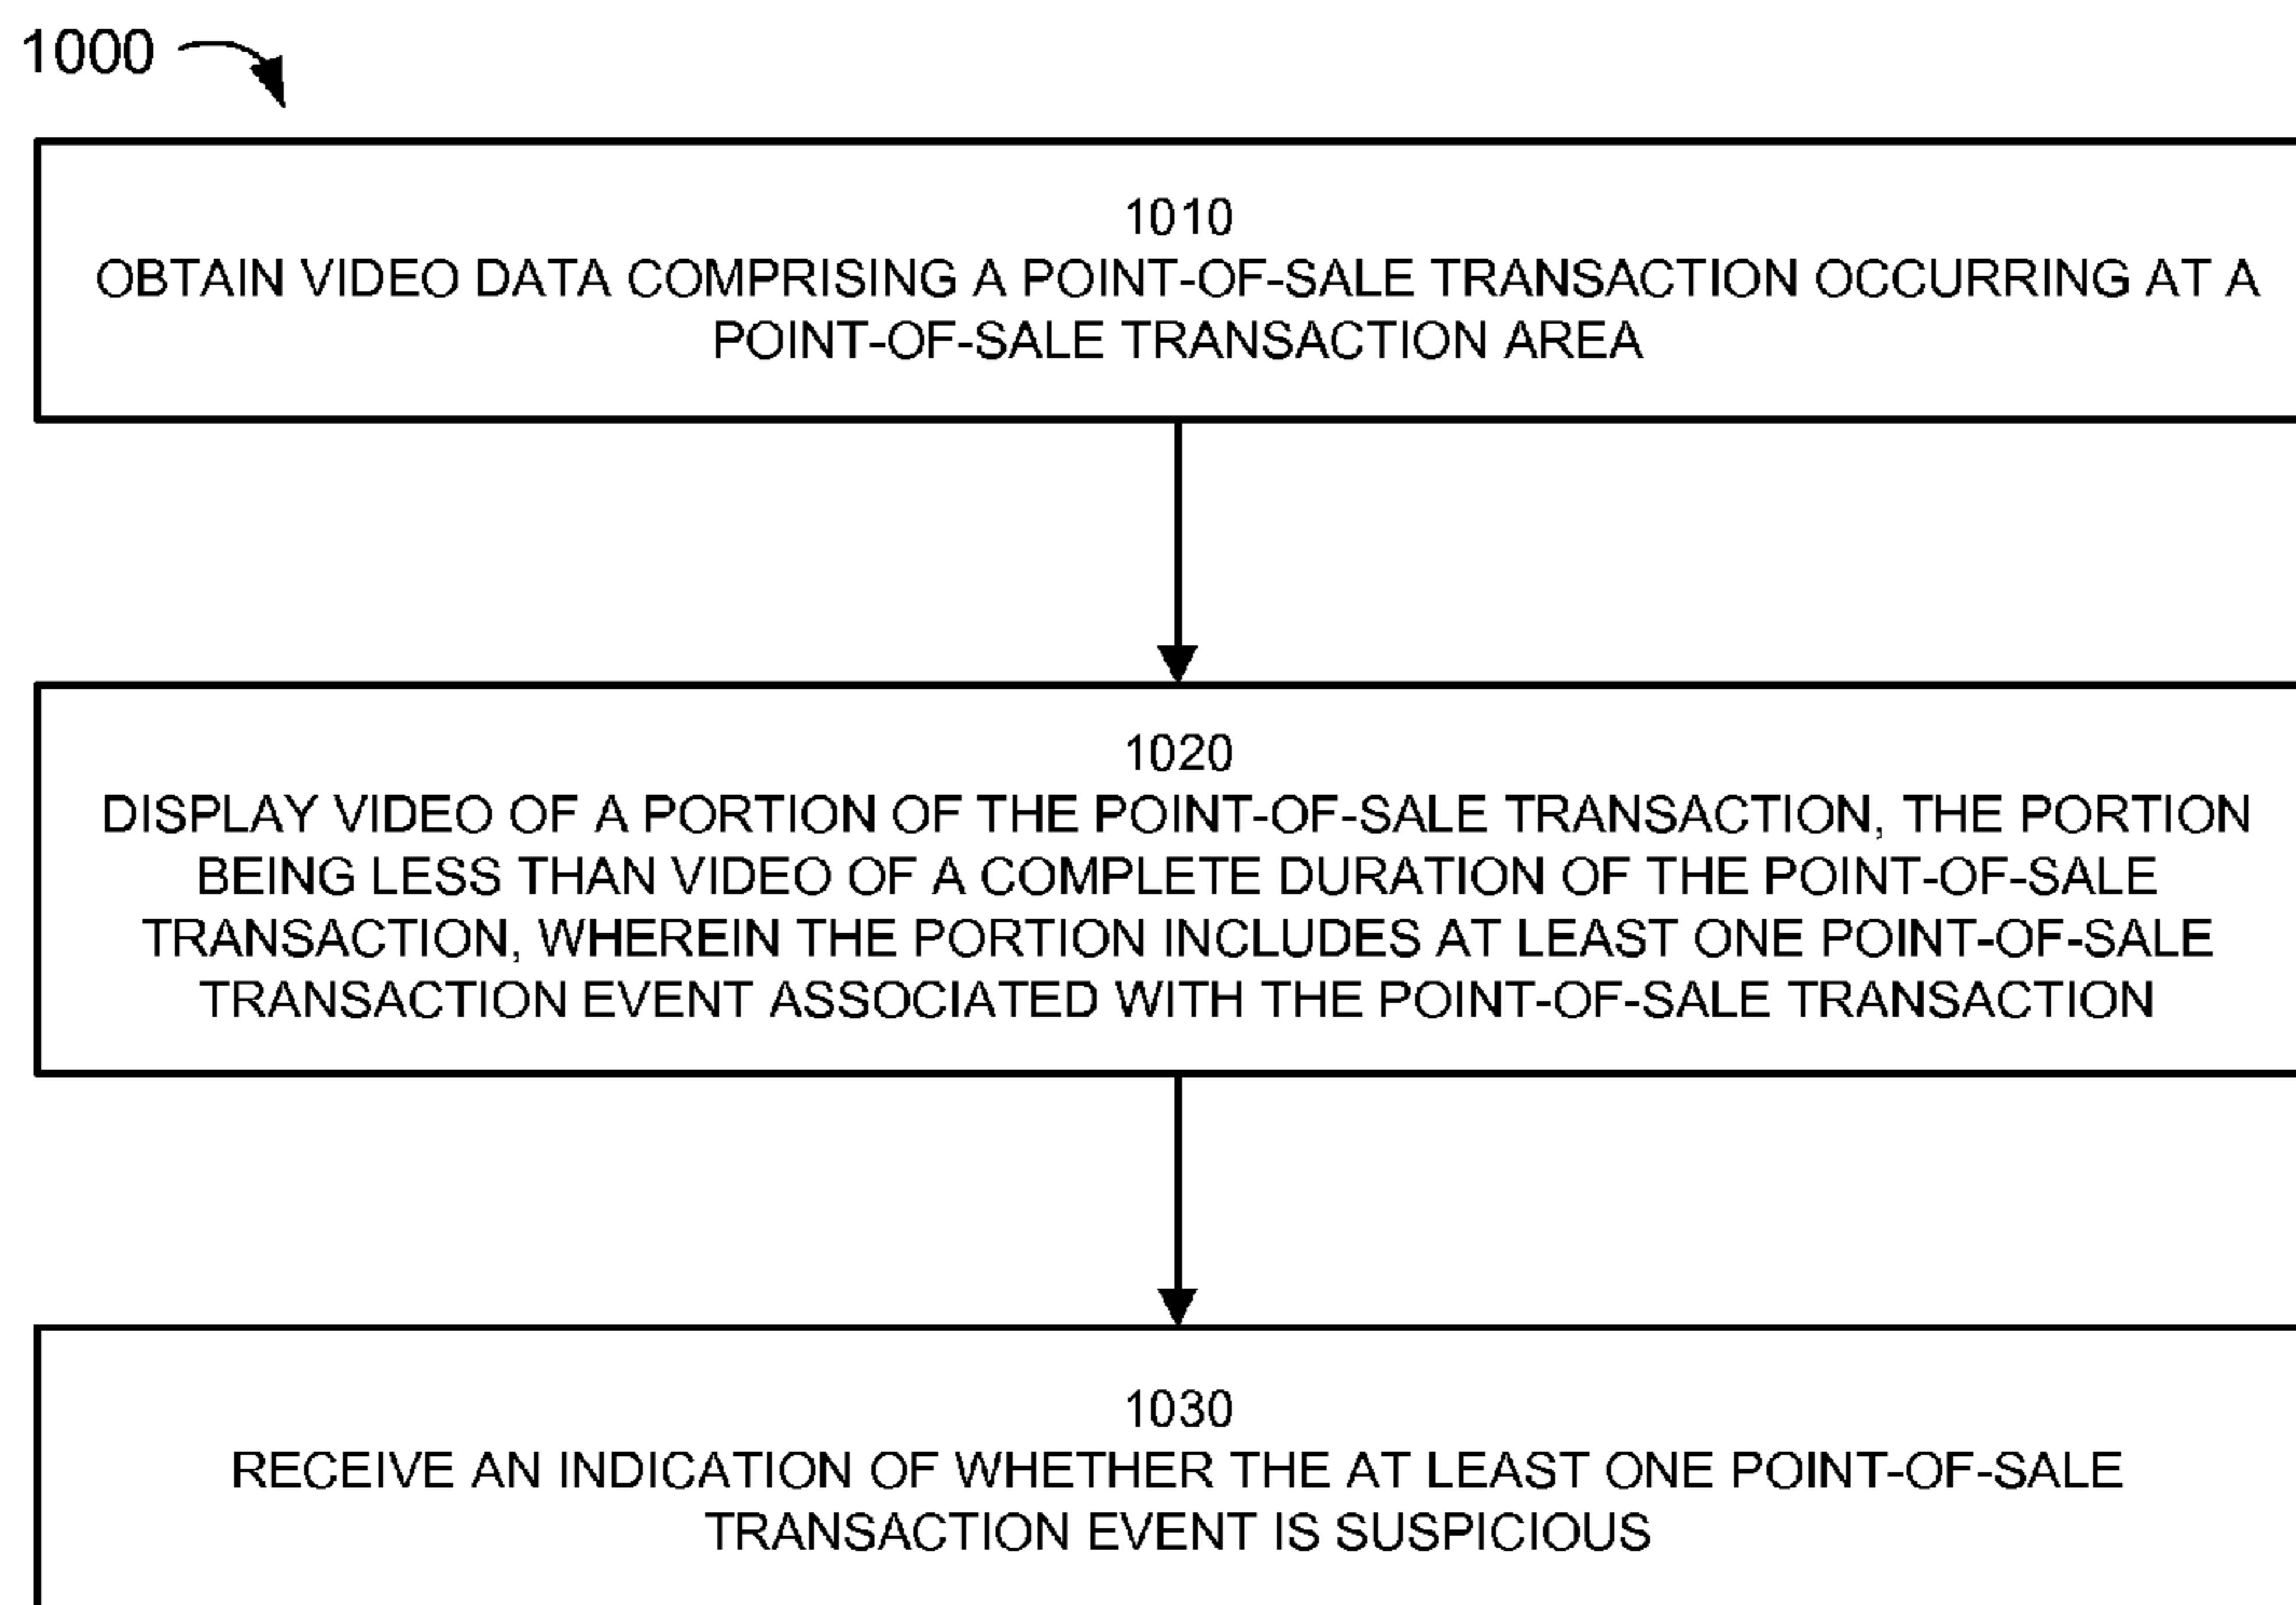 1000
1010
OBTAIN VIDEO DATA COMPRISING A POINT-OF-SALE TRANSACTION OCCURRING AT A
POINT-OF-SALE TRANSACTION AREA
1020
DISPLAY VIDEO OF A PORTION OF THE POINT-OF-SALE TRANSACTION, THE PORTION
BEING LESS THAN VIDEO OF A COMPLETE DURATION OF THE POINT-OF-SALE
TRANSACTION, WHEREIN THE PORTION INCLUDES AT LEAST ONE POINT-OF-SALE
TRANSACTION EVENT ASSOCIATED WITH THE POINT-OF-SALE TRANSACTION
1030
RECEIVE AN INDICATION OF WHETHER THE AT LEAST ONE POINT-OF-SALE
TRANSACTION EVENT IS SUSPICIOUS